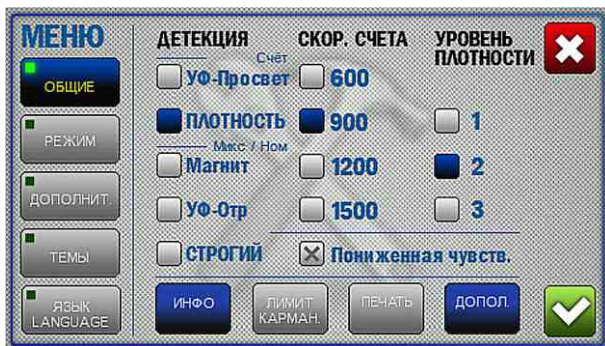 МЕНЮ
ДЕТЕКЦИЯ
СКОР. СЧЕТА
УРОВЕНЬ
ПЛОТНОСТИ
ОБЩИЕ
Счёт
УФ-Просвет
600
ПЛОТНОСТЬ
900
1
РЕЖИМ
Микс / Ном
Магнит
1200
2
ДОПОЛНИТ.
УФ-Отр
1500
3
ТЕМЫ
СТРОГИЙ
Пониженная чувств.
ЯЗЫК
LANGUAGE
ИНФО
ЛИМИТ
КАРМАН.
ПЕЧАТЬ
ДОПОЛ.